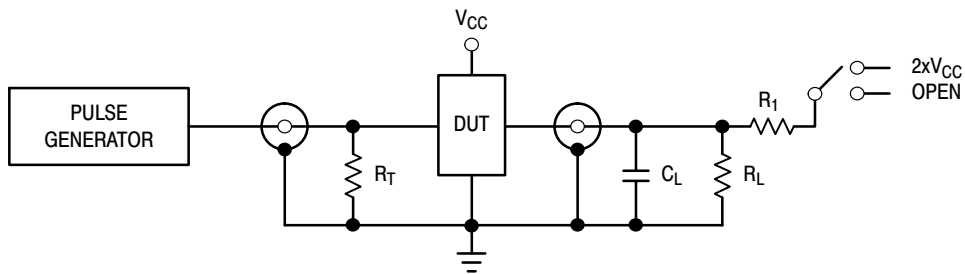 V_CC
PULSE
GENERATOR
DUT
R_T
C_L
R_L
R_1
2xV_CC
OPEN